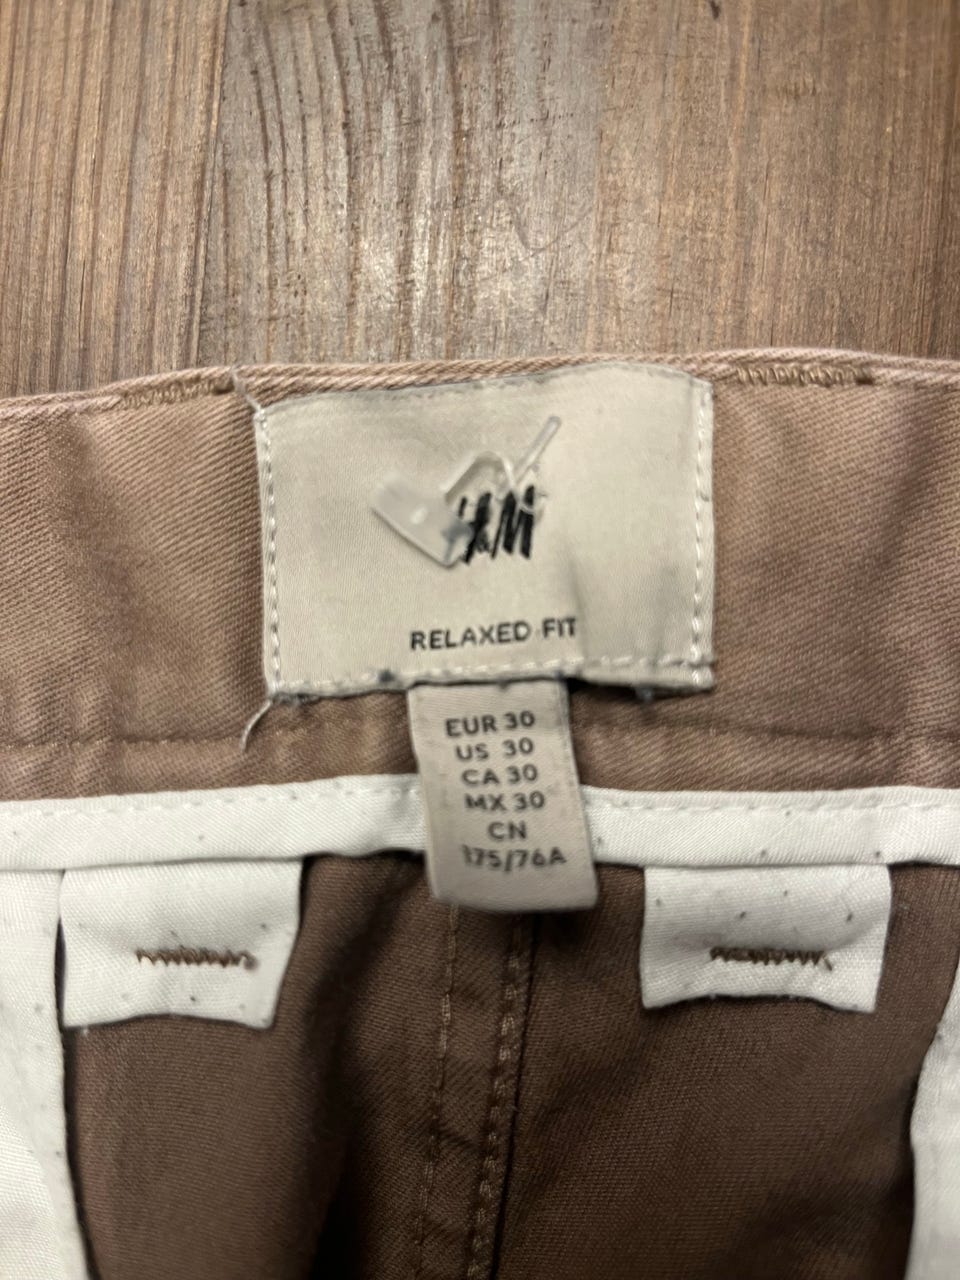 H&M
RELAXED FIT
EUR 30
US 30
CA 30
MX 30
CN
175/76A